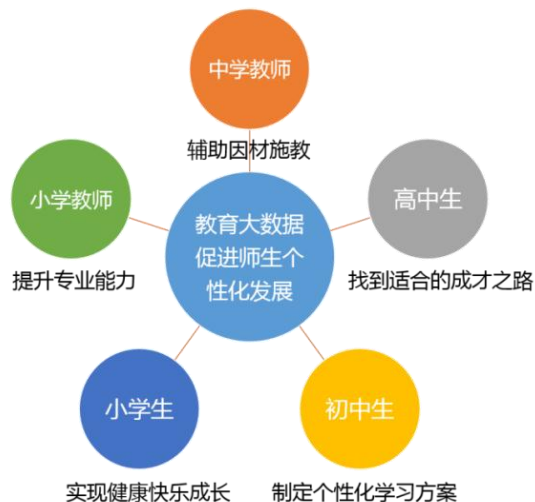 中学教师
辅助因材施教
小学教师
提升专业能力
教育大数据
促进师生个
性化发展
高中生
找到适合的成才之路
小学生
实现健康快乐成长
初中生
制定个性化学习方案